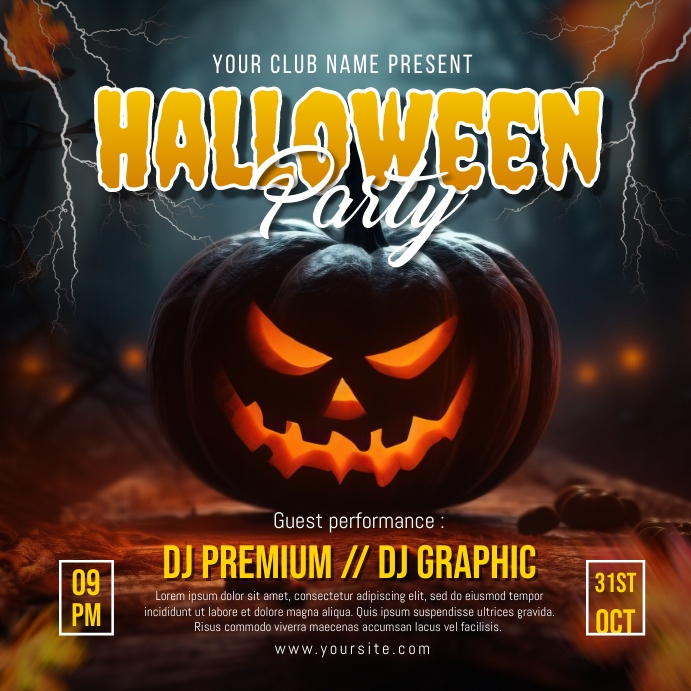 YOUR CLUB NAME PRESENT
HALLOWEEN
Party
Guest performance :
DJ PREMIUM // DJ GRAPHIC
09
PM
Lorem ipsum dolor sit amet, consectetur adipiscing elit, sed do eiusmod tempor
incididunt ut labore et dolore magna aliqua. Quis ipsum suspendisse ultrices gravida.
Risus commodo viverra maecenas accumsan lacus vel facilisis.
31ST
OCT
www.yoursite.com